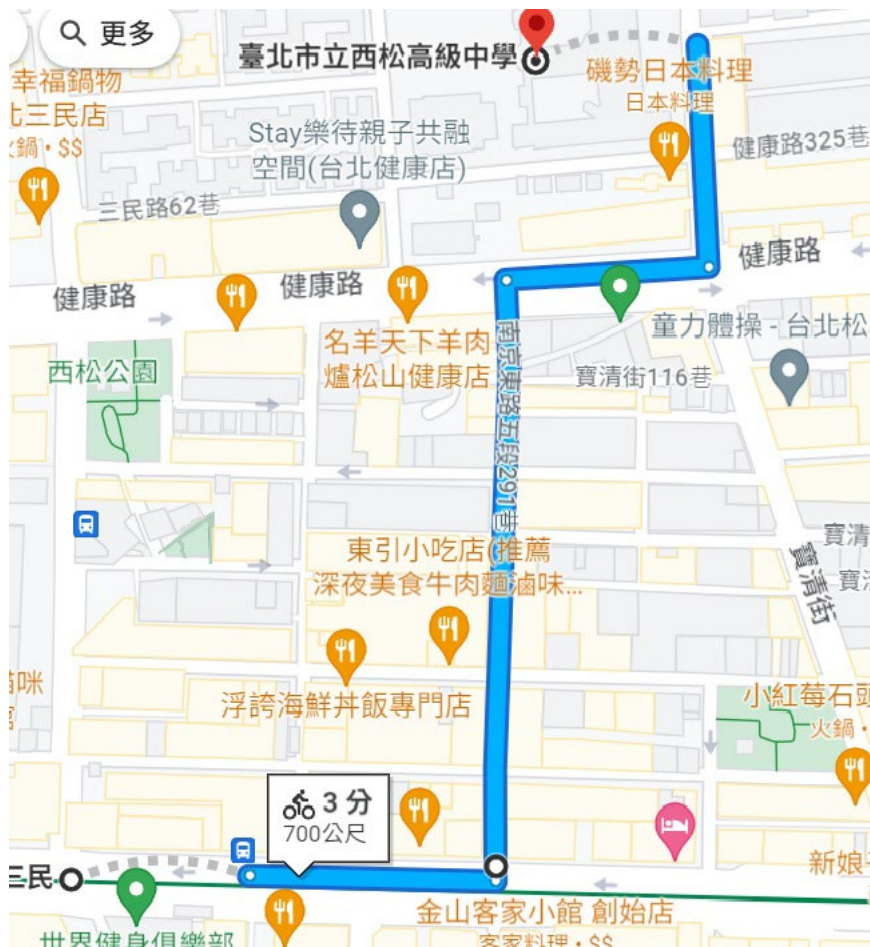 更多
臺北市立西松高級中學
磯勢日本料理
日本料理
幸福鍋物
北三民店
火鍋・$$
Stay樂待親子共融
空間(台北健康店)
健康路325巷
三民路62巷
健康路
健康路
健康路
名羊天下羊肉
爐松山健康店
童力體操 - 台北松
西松公園
寶清街116巷
南京東路五段291巷
東引小吃店(推薦
深夜美食牛肉麵滷味...
寶清
寶清街
浮誇海鮮丼飯專門店
貓咪
小紅莓石頭
火鍋・
3 分
700公尺
三民
新娘
金山客家小館 創始店
客家料理・$$
世界健身俱樂部